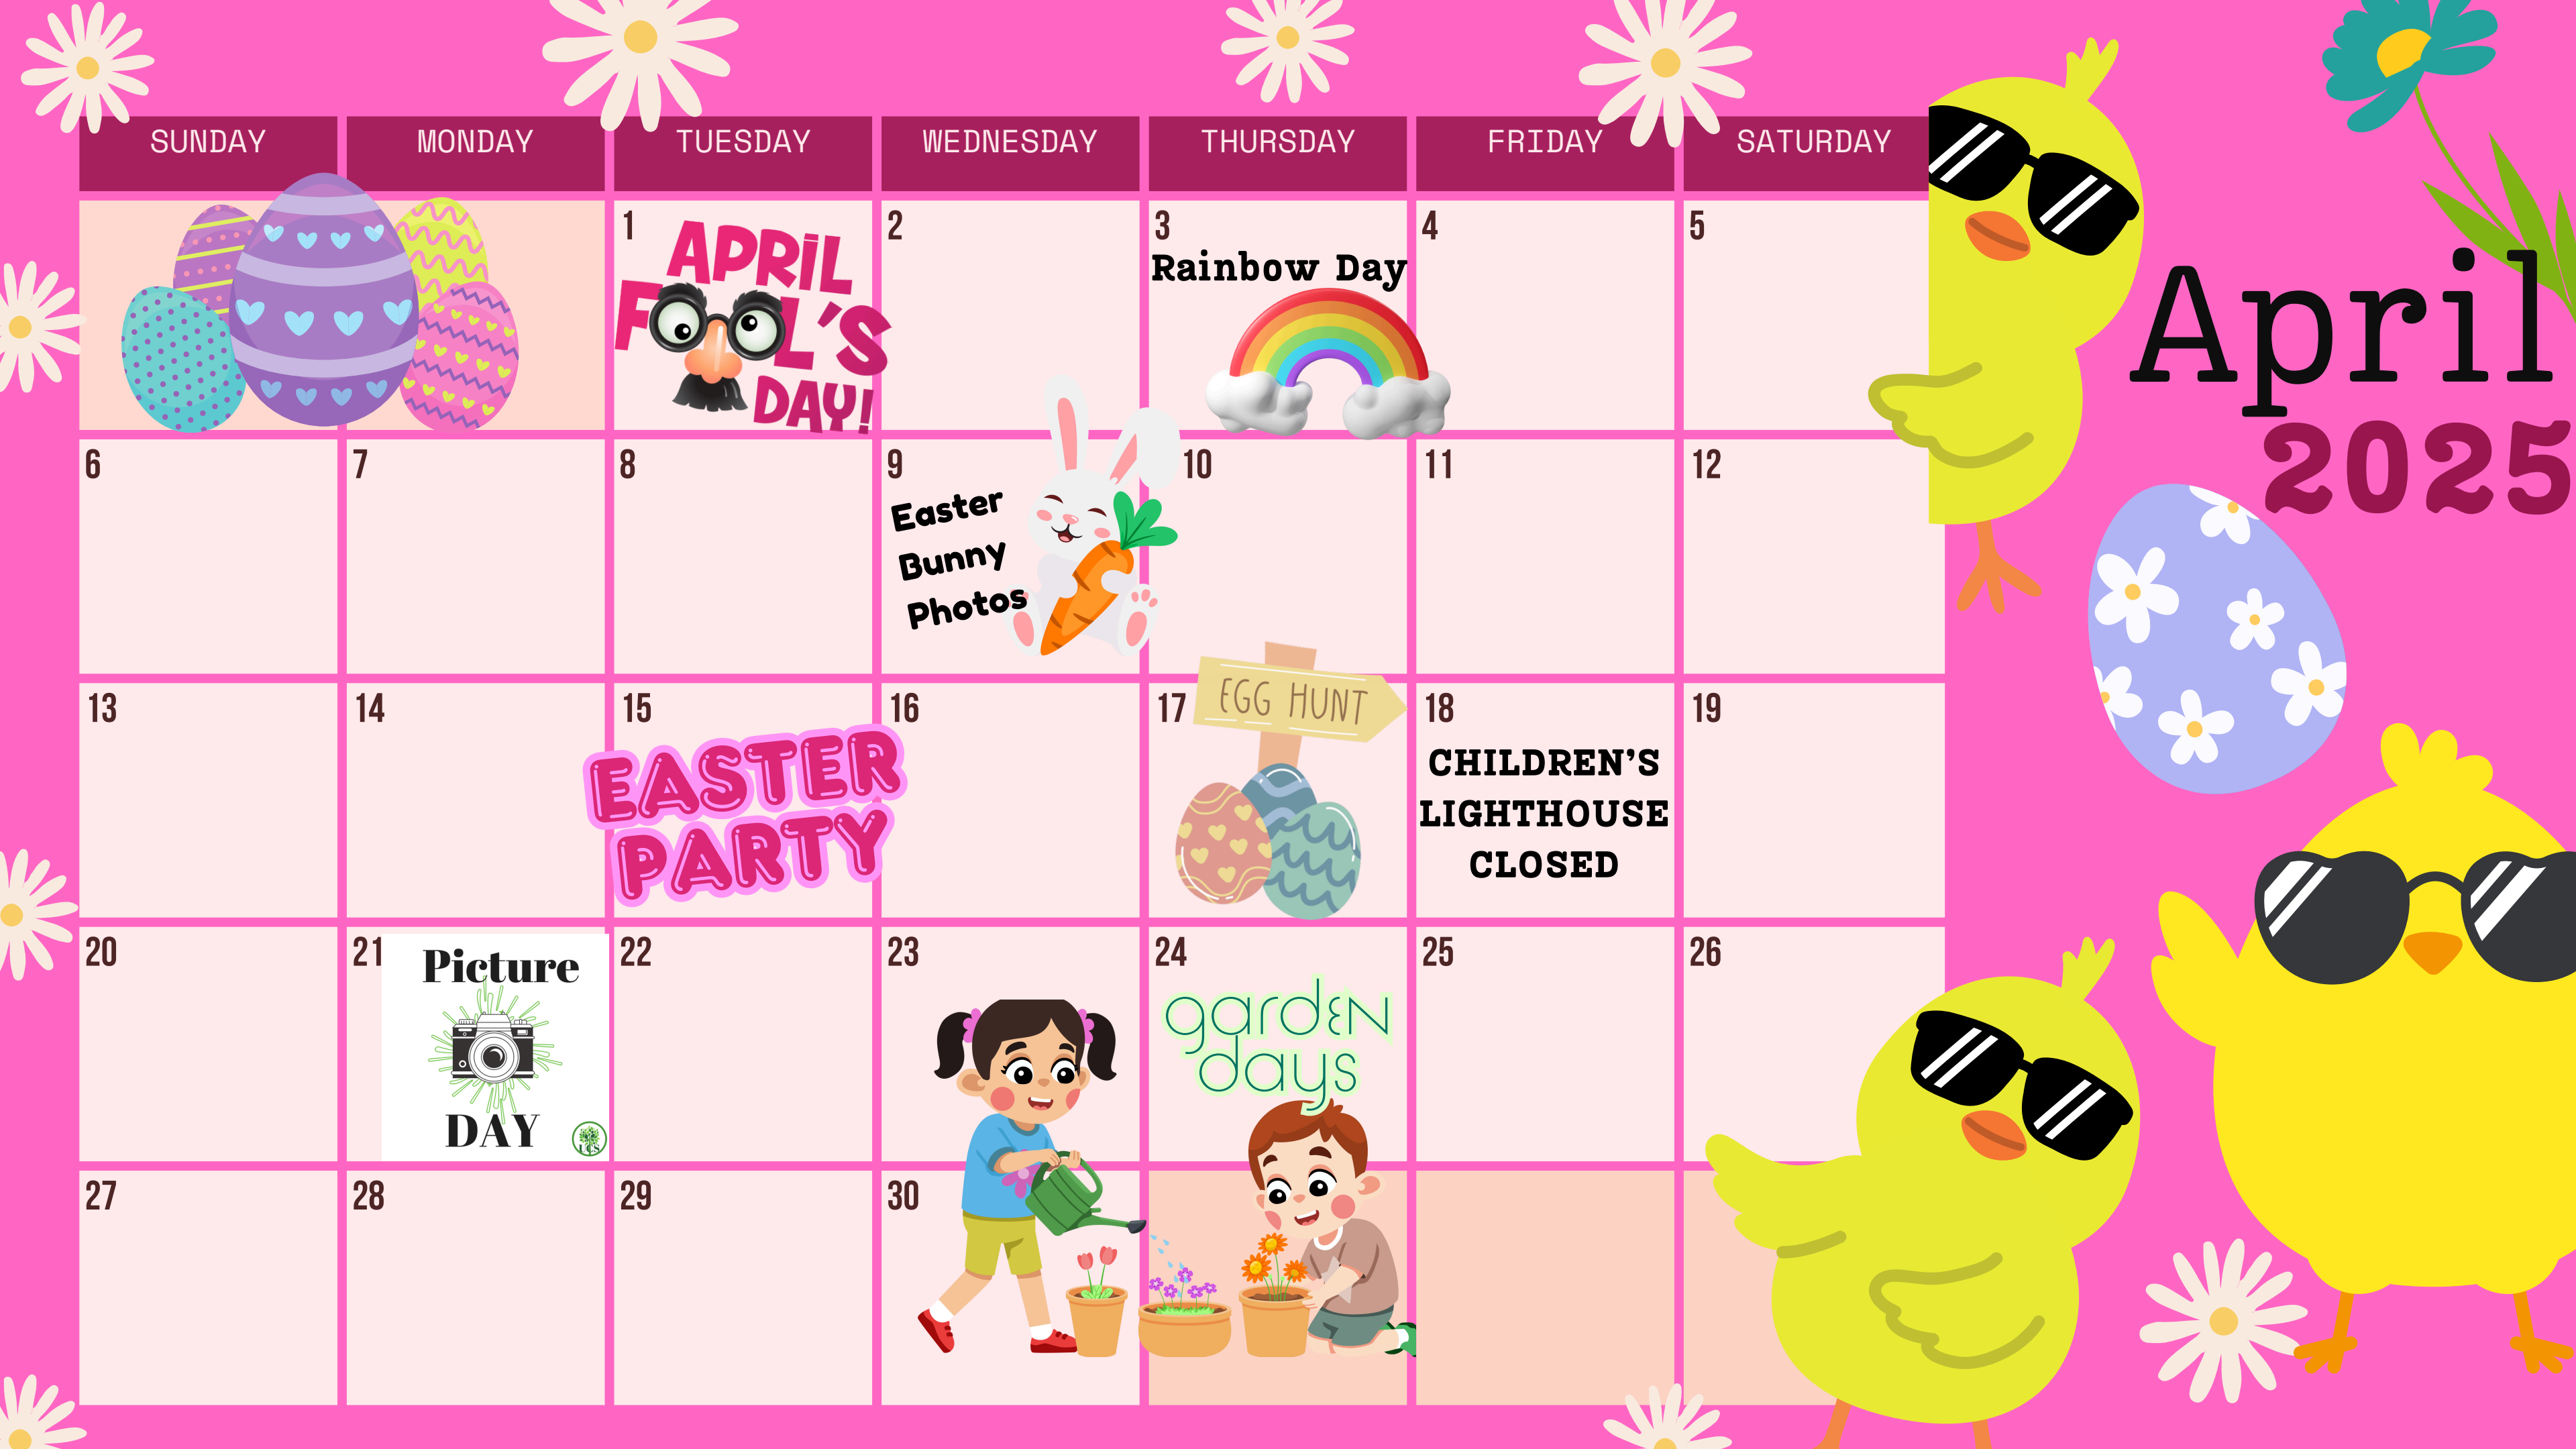 SUNDAY MONDAY TUESDAY WEDNESDAY THURSDAY FRIDAY SATURDAY
April
2025
1 2 3 4 5
APRIL
FOOL'S
DAY!
Rainbow Day
6 7 8 9 10 11 12
Easter
Bunny
Photos
13 14 15 16 17 18 19
EASTER
PARTY
EGG HUNT
CHILDREN'S
LIGHTHOUSE
CLOSED
20 21 22 23 24 25 26
Picture
DAY
LCS
gardEN
days
27 28 29 30